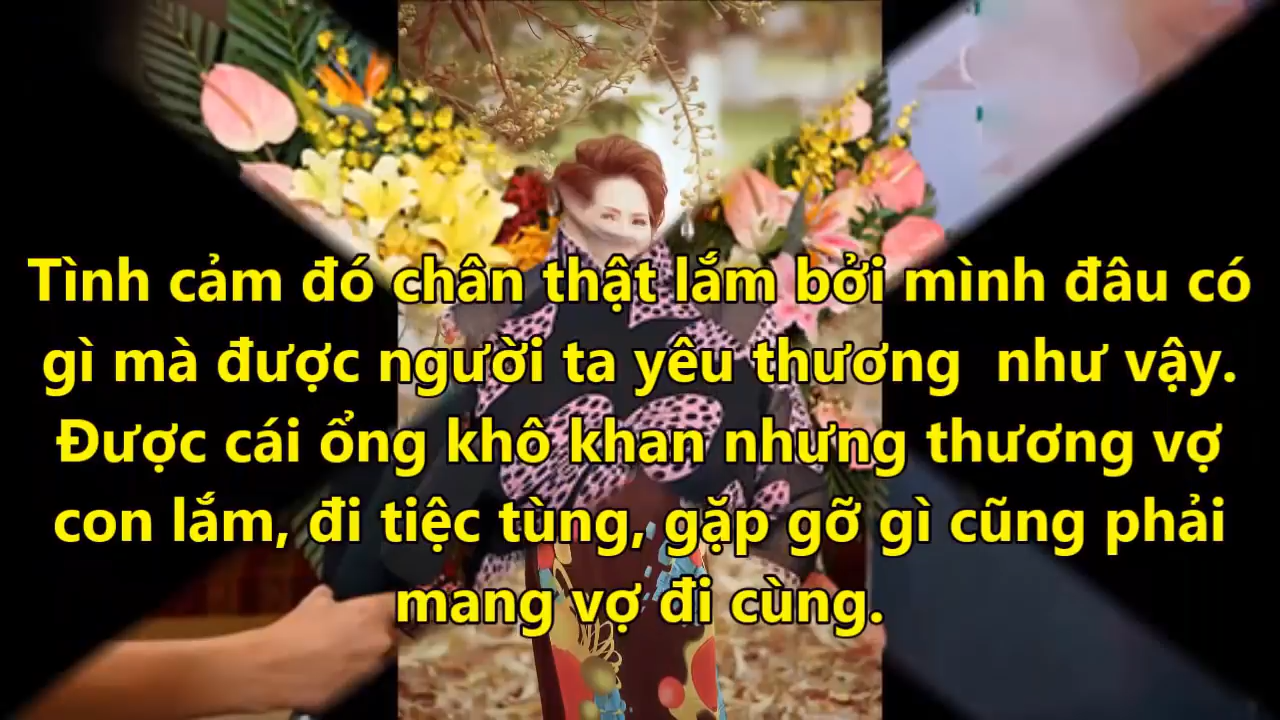 Tình cảm đó chân thật lắm bởi mình đâu có
gì mà được người ta yêu thương  như vậy.
Được cái ổng khô khan nhưng thương vợ
con lắm, đi tiệc tùng, gặp gỡ gì cũng phải
mang vợ đi cùng.